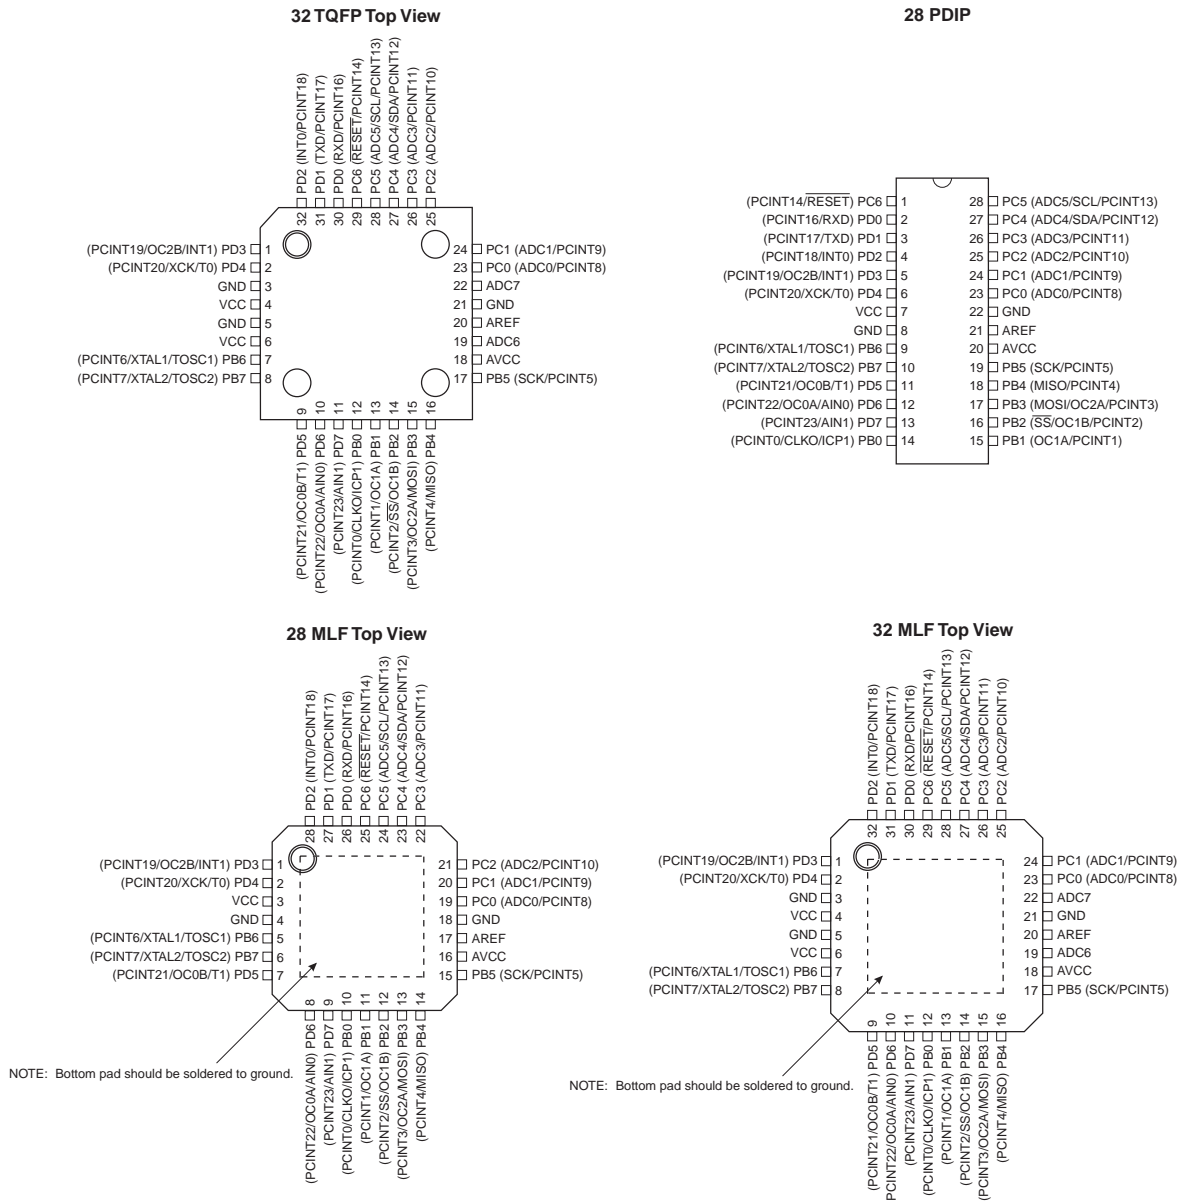 32 TQFP Top View
PD2 (INT0/PCINT18)
PD1 (TXD/PCINT17)
PD0 (RXD/PCINT16)
PC6 (RESET/PCINT14)
PC5 (ADC5/SCL/PCINT13)
PC4 (ADC4/SDA/PCINT12)
PC3 (ADC3/PCINT11)
PC2 (ADC2/PCINT10)
32 31 30 29 28 27 26 25
(PCINT19/OC2B/INT1) PD3 1
(PCINT20/XCK/T0) PD4 2
GND 3
VCC 4
GND 5
VCC 6
(PCINT6/XTAL1/TOSC1) PB6 7
(PCINT7/XTAL2/TOSC2) PB7 8
24 PC1 (ADC1/PCINT9)
23 PC0 (ADC0/PCINT8)
22 ADC7
21 GND
20 AREF
19 ADC6
18 AVCC
17 PB5 (SCK/PCINT5)
9 10 11 12 13 14 15 16
(PCINT21/OC0B/T1) PD5
(PCINT22/OC0A/AIN0) PD6
(PCINT23/AIN1) PD7
(PCINT0/CLKO/ICP1) PB0
(PCINT1/OC1A) PB1
(PCINT2/SS/OC1B) PB2
(PCINT3/OC2A/MOSI) PB3
(PCINT4/MISO) PB4
28 PDIP
(PCINT14/RESET) PC6 1
(PCINT16/RXD) PD0 2
(PCINT17/TXD) PD1 3
(PCINT18/INT0) PD2 4
(PCINT19/OC2B/INT1) PD3 5
(PCINT20/XCK/T0) PD4 6
VCC 7
GND 8
(PCINT6/XTAL1/TOSC1) PB6 9
(PCINT7/XTAL2/TOSC2) PB7 10
(PCINT21/OC0B/T1) PD5 11
(PCINT22/OC0A/AIN0) PD6 12
(PCINT23/AIN1) PD7 13
(PCINT0/CLKO/ICP1) PB0 14
28 PC5 (ADC5/SCL/PCINT13)
27 PC4 (ADC4/SDA/PCINT12)
26 PC3 (ADC3/PCINT11)
25 PC2 (ADC2/PCINT10)
24 PC1 (ADC1/PCINT9)
23 PC0 (ADC0/PCINT8)
22 GND
21 AREF
20 AVCC
19 PB5 (SCK/PCINT5)
18 PB4 (MISO/PCINT4)
17 PB3 (MOSI/OC2A/PCINT3)
16 PB2 (SS/OC1B/PCINT2)
15 PB1 (OC1A/PCINT1)
28 MLF Top View
PD2 (INT0/PCINT18)
PD1 (TXD/PCINT17)
PD0 (RXD/PCINT16)
PC6 (RESET/PCINT14)
PC5 (ADC5/SCL/PCINT13)
PC4 (ADC4/SDA/PCINT12)
PC3 (ADC3/PCINT11)
28 27 26 25 24 23 22
(PCINT19/OC2B/INT1) PD3 1
(PCINT20/XCK/T0) PD4 2
VCC 3
GND 4
(PCINT6/XTAL1/TOSC1) PB6 5
(PCINT7/XTAL2/TOSC2) PB7 6
(PCINT21/OC0B/T1) PD5 7
21 PC2 (ADC2/PCINT10)
20 PC1 (ADC1/PCINT9)
19 PC0 (ADC0/PCINT8)
18 GND
17 AREF
16 AVCC
15 PB5 (SCK/PCINT5)
8 9 10 11 12 13 14
(PCINT22/OC0A/AIN0) PD6
(PCINT23/AIN1) PD7
(PCINT0/CLKO/ICP1) PB0
(PCINT1/OC1A) PB1
(PCINT2/SS/OC1B) PB2
(PCINT3/OC2A/MOSI) PB3
(PCINT4/MISO) PB4
NOTE: Bottom pad should be soldered to ground.
32 MLF Top View
PD2 (INT0/PCINT18)
PD1 (TXD/PCINT17)
PD0 (RXD/PCINT16)
PC6 (RESET/PCINT14)
PC5 (ADC5/SCL/PCINT13)
PC4 (ADC4/SDA/PCINT12)
PC3 (ADC3/PCINT11)
PC2 (ADC2/PCINT10)
32 31 30 29 28 27 26 25
(PCINT19/OC2B/INT1) PD3 1
(PCINT20/XCK/T0) PD4 2
GND 3
VCC 4
GND 5
VCC 6
(PCINT6/XTAL1/TOSC1) PB6 7
(PCINT7/XTAL2/TOSC2) PB7 8
24 PC1 (ADC1/PCINT9)
23 PC0 (ADC0/PCINT8)
22 ADC7
21 GND
20 AREF
19 ADC6
18 AVCC
17 PB5 (SCK/PCINT5)
9 10 11 12 13 14 15 16
(PCINT21/OC0B/T1) PD5
(PCINT22/OC0A/AIN0) PD6
(PCINT23/AIN1) PD7
(PCINT0/CLKO/ICP1) PB0
(PCINT1/OC1A) PB1
(PCINT2/SS/OC1B) PB2
(PCINT3/OC2A/MOSI) PB3
(PCINT4/MISO) PB4
NOTE: Bottom pad should be soldered to ground.